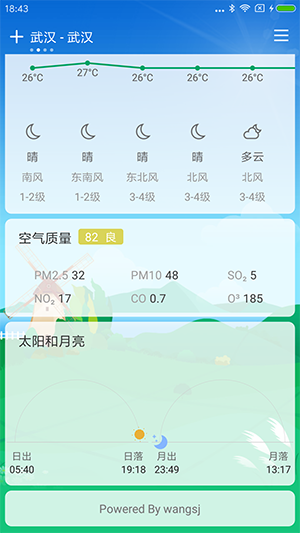 18:43
武汉 - 武汉
26°C 27°C 26°C 26°C 26°C
晴 晴 晴 晴 多云
南风 东南风 东北风 北风 北风
1-2级 1-2级 3-4级 3-4级 3-4级
空气质量 82 良
PM2.5 32 PM10 48 SO₂ 5
NO₂ 17 CO 0.7 O³ 185
太阳和月亮
日出 日落 月出 月落
05:40 19:18 23:49 13:17
Powered By wangsj